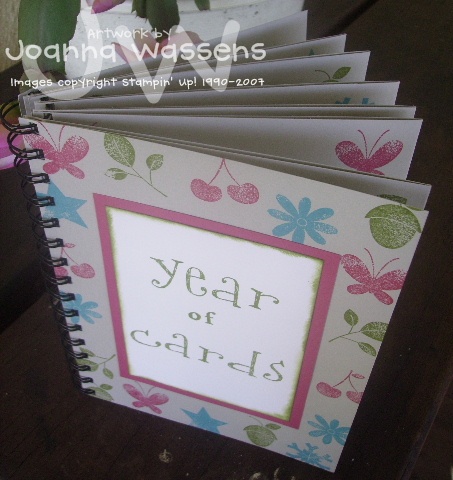 Artwork by
Joanna Wassens
Images copyright Stampin' Up! 1990-2007
year
of
cards